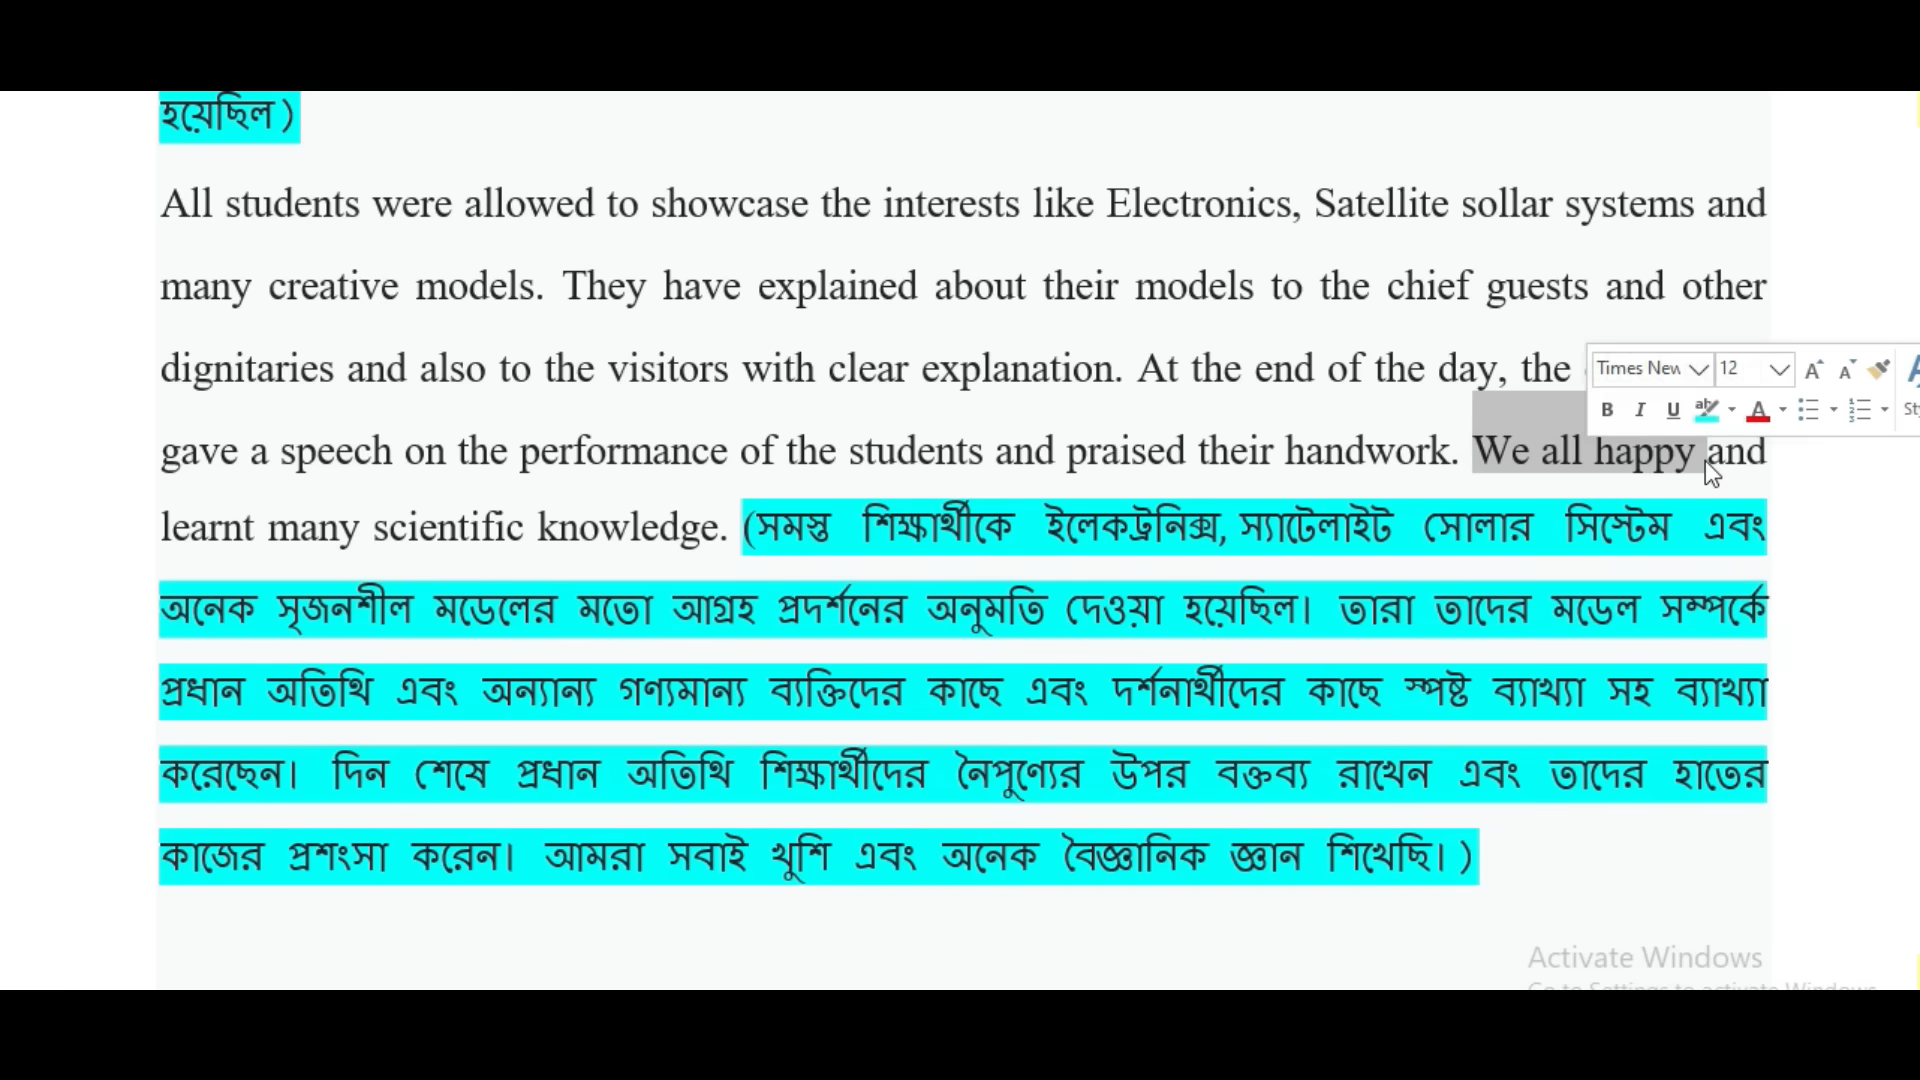 হয়েছিল)
All students were allowed to showcase the interests like Electronics, Satellite sollar systems and
many creative models. They have explained about their models to the chief guests and other
dignitaries and also to the visitors with clear explanation. At the end of the day, the
Times New 12
B I U
gave a speech on the performance of the students and praised their handwork. We all happy and
learnt many scientific knowledge. (সমস্ত শিক্ষার্থীকে ইলেকট্রনিক্স, স্যাটেলাইট সোলার সিস্টেম এবং
অনেক সৃজনশীল মডেলের মতো আগ্রহ প্রদর্শনের অনুমতি দেওয়া হয়েছিল। তারা তাদের মডেল সম্পর্কে
প্রধান অতিথি এবং অন্যান্য গণ্যমান্য ব্যক্তিদের কাছে এবং দর্শনার্থীদের কাছে স্পষ্ট ব্যাখ্যা সহ ব্যাখ্যা
করেছেন। দিন শেষে প্রধান অতিথি শিক্ষার্থীদের নৈপুণ্যের উপর বক্তব্য রাখেন এবং তাদের হাতের
কাজের প্রশংসা করেন। আমরা সবাই খুশি এবং অনেক বৈজ্ঞানিক জ্ঞান শিখেছি। )
Activate Windows
Go to Settings to activate Windows.